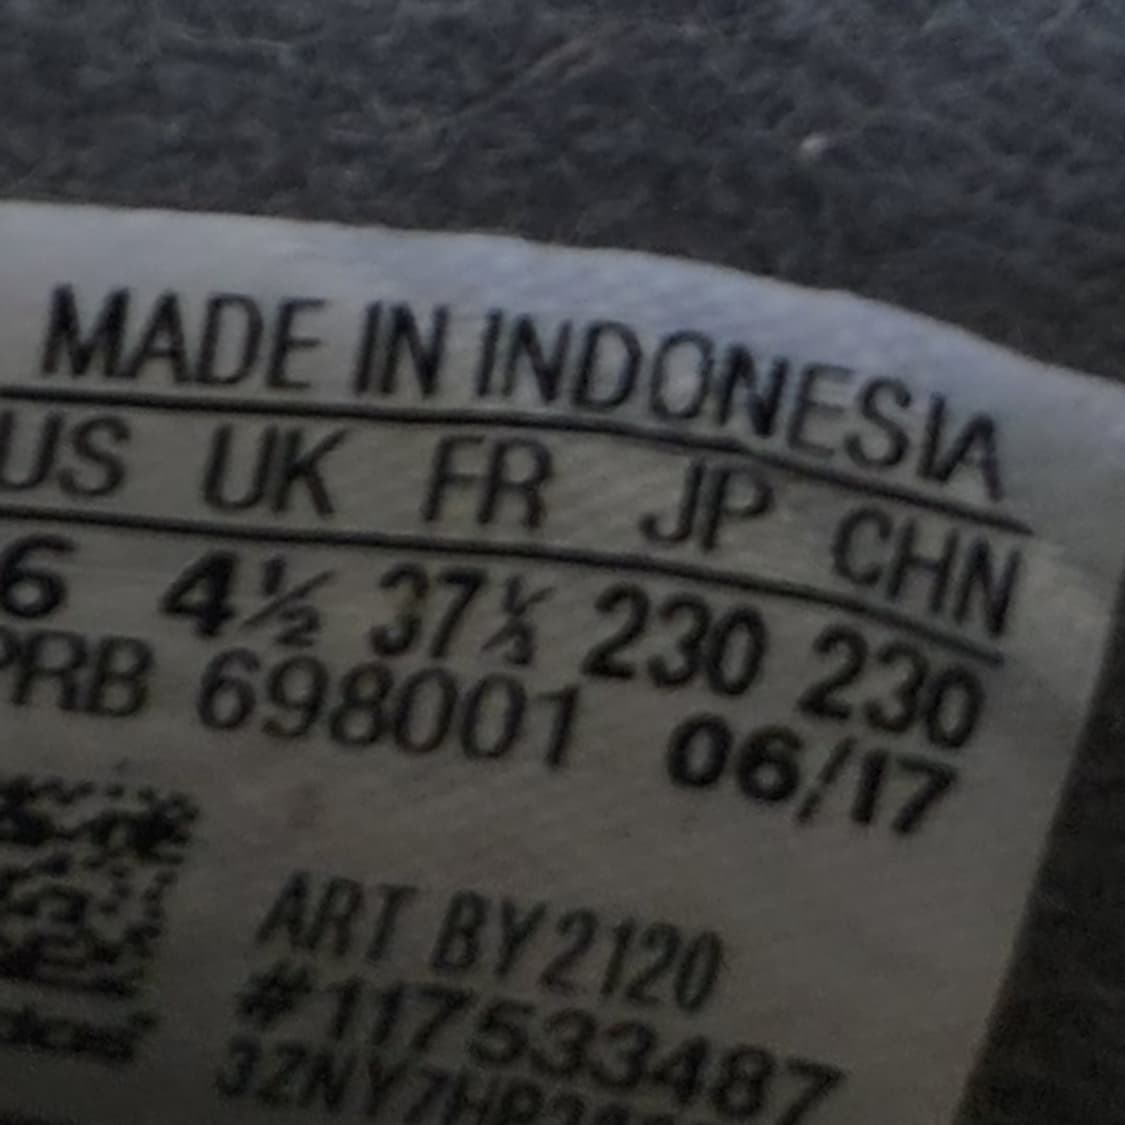 MADE IN INDONESIA
US UK FR JP CHN
6 4½ 37⅓ 230 230
PRB 698001 06/17
ART BY2120
#117533487